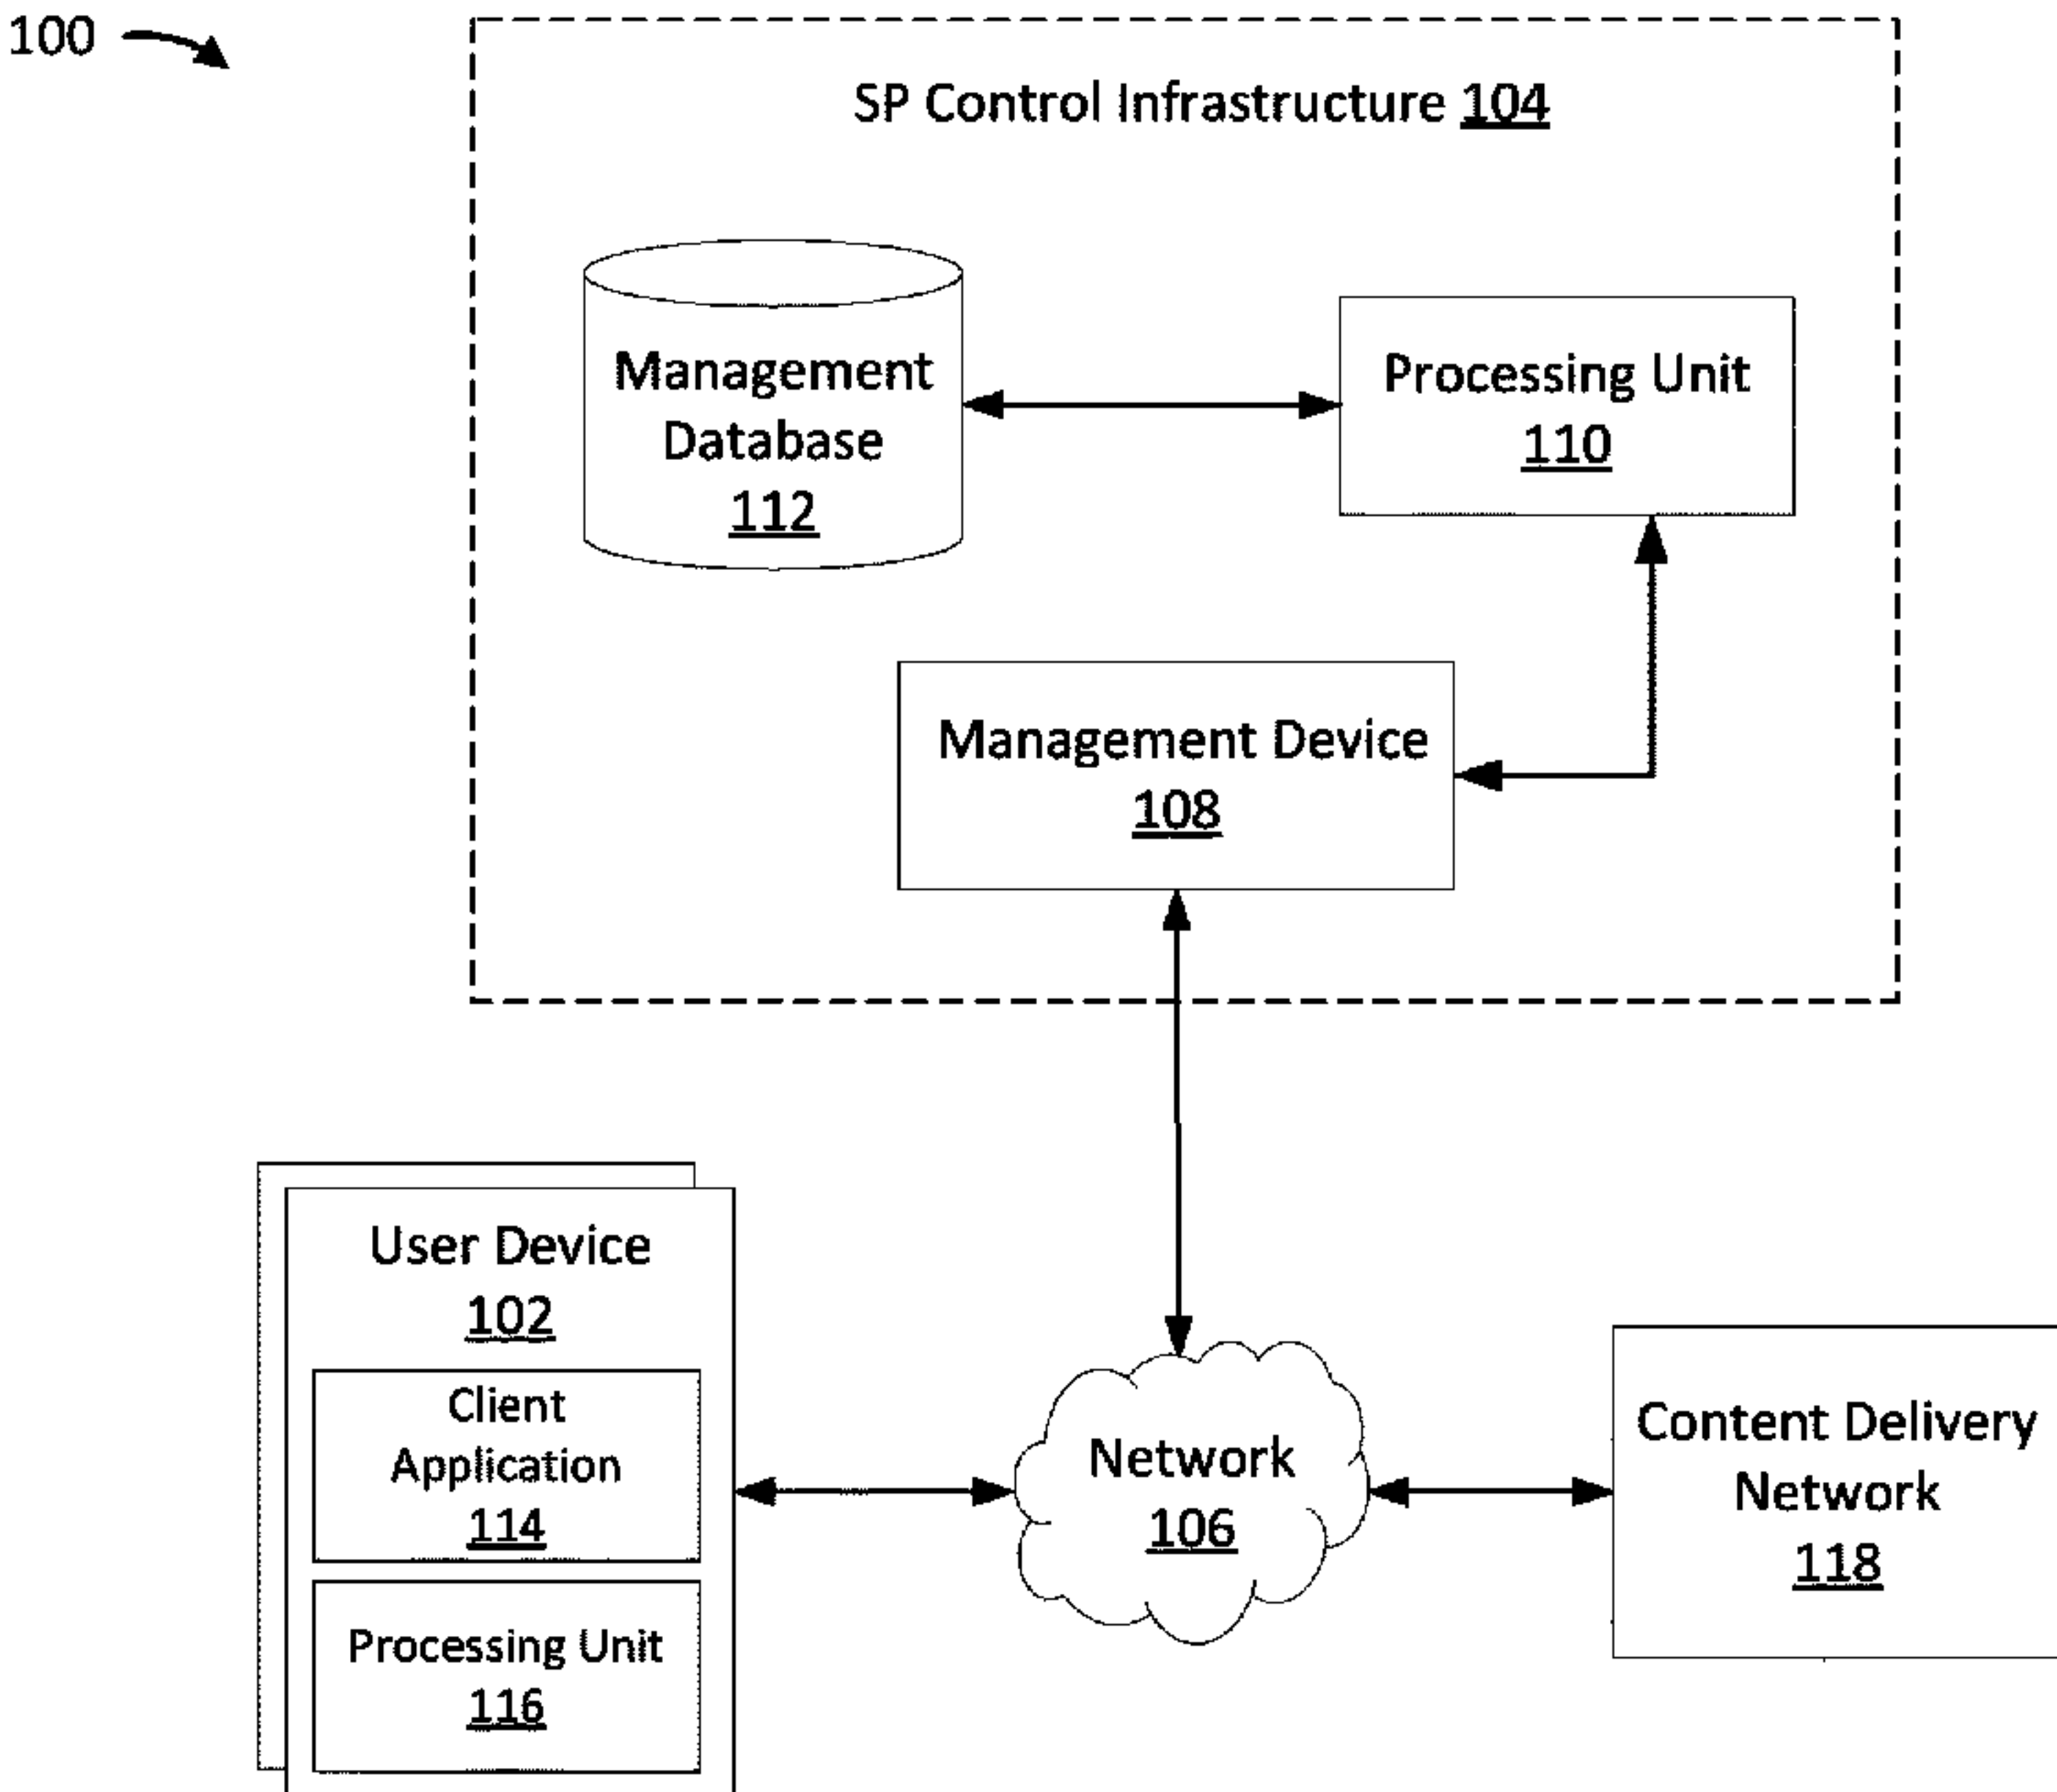 100
SP Control Infrastructure 104
Management
Database
112
Processing Unit
110
Management Device
108
User Device
102
Client
Application
114
Processing Unit
116
Network
106
Content Delivery
Network
118